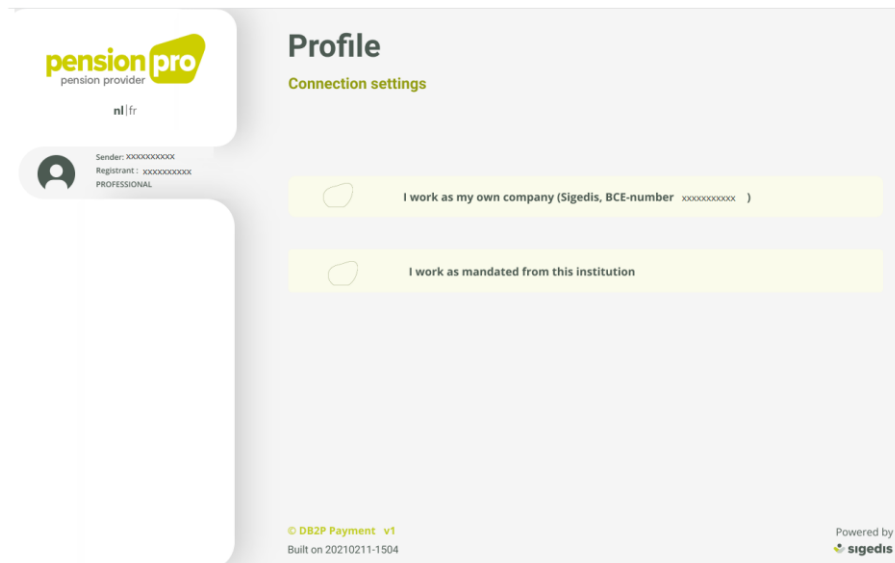 pension pro
pension provider
nl|fr
Sender: xxxxxxxxxx
Registrant : xxxxxxxxxx
PROFESSIONAL
Profile
Connection settings
I work as my own company (Sigedis, BCE-number xxxxxxxxxx )
I work as mandated from this institution
© DB2P Payment v1
Built on 20210211-1504
Powered by
sigedis